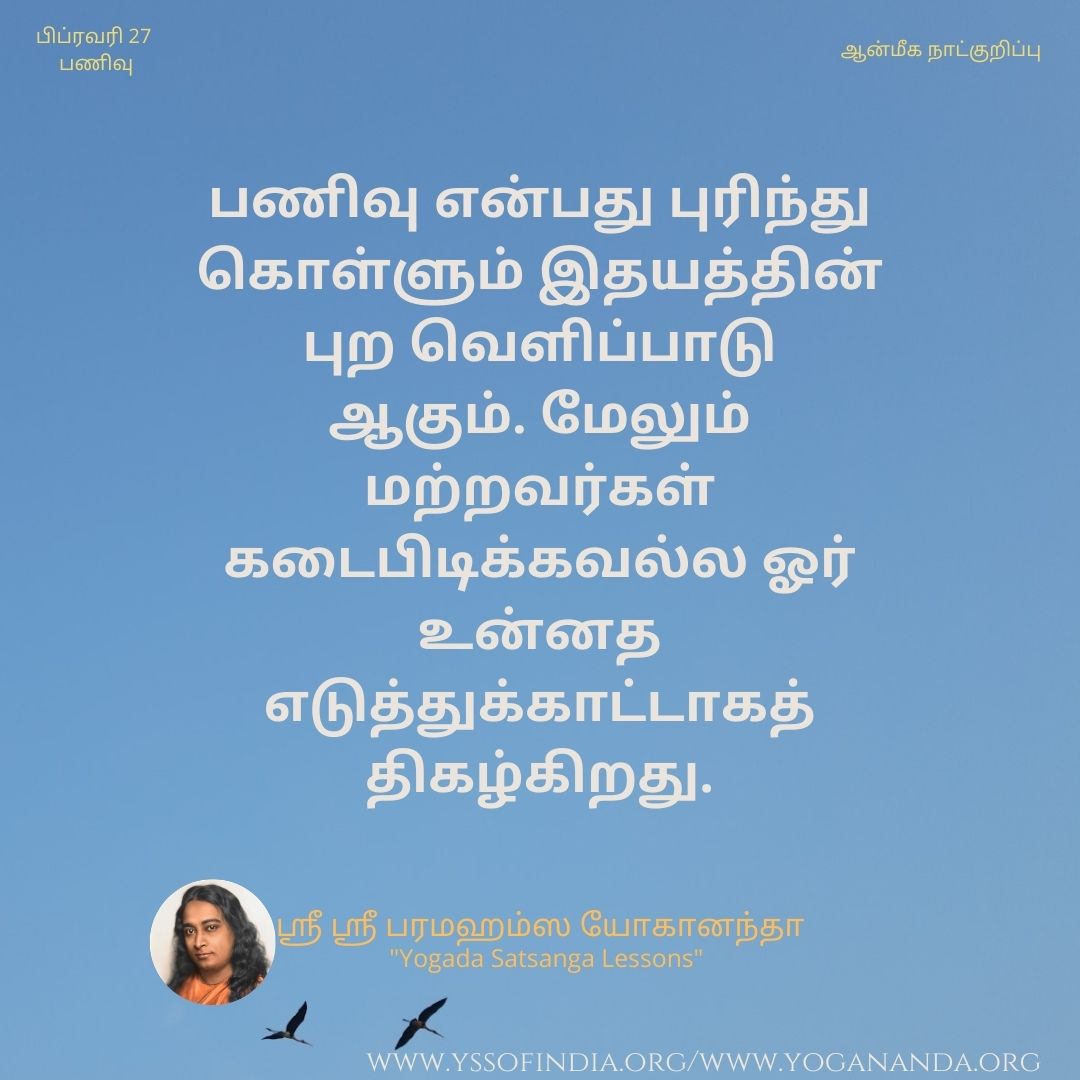 பிப்ரவரி 27
பணிவு
ஆன்மீக நாட்குறிப்பு
பணிவு என்பது புரிந்து
கொள்ளும் இதயத்தின்
புற வெளிப்பாடு
ஆகும். மேலும்
மற்றவர்கள்
கடைபிடிக்கவல்ல ஓர்
உன்னத
எடுத்துக்காட்டாகத்
திகழ்கிறது.
ஸ்ரீ ஸ்ரீ பரமஹம்ஸ யோகானந்தா
"Yogada Satsanga Lessons"
WWW.YSSOFINDIA.ORG/WWW.YOGANANDA.ORG